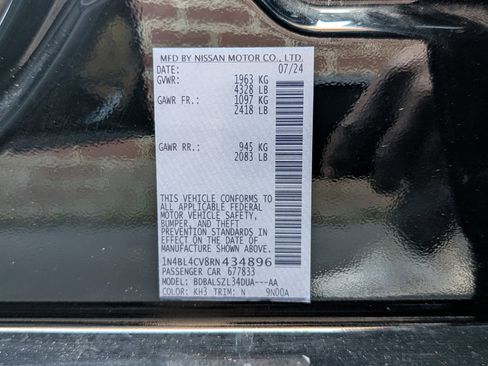 MFD BY NISSAN MOTOR CO., LTD.
DATE: 07/24
GVWR: 1963 KG
4328 LB
GAWR FR.: 1097 KG
2418 LB
GAWR RR.: 945 KG
2083 LB
THIS VEHICLE CONFORMS TO
ALL APPLICABLE FEDERAL
MOTOR VEHICLE SAFETY,
BUMPER, AND THEFT
PREVENTION STANDARDS IN
EFFECT ON THE DATE OF
MANUFACTURE SHOWN ABOVE.
1N4BL4CV8RN434896
PASSENGER CAR 677833
MODEL: BDBALSZL34DUA---AA
COLOR: KH3 TRIM: N 9N00A